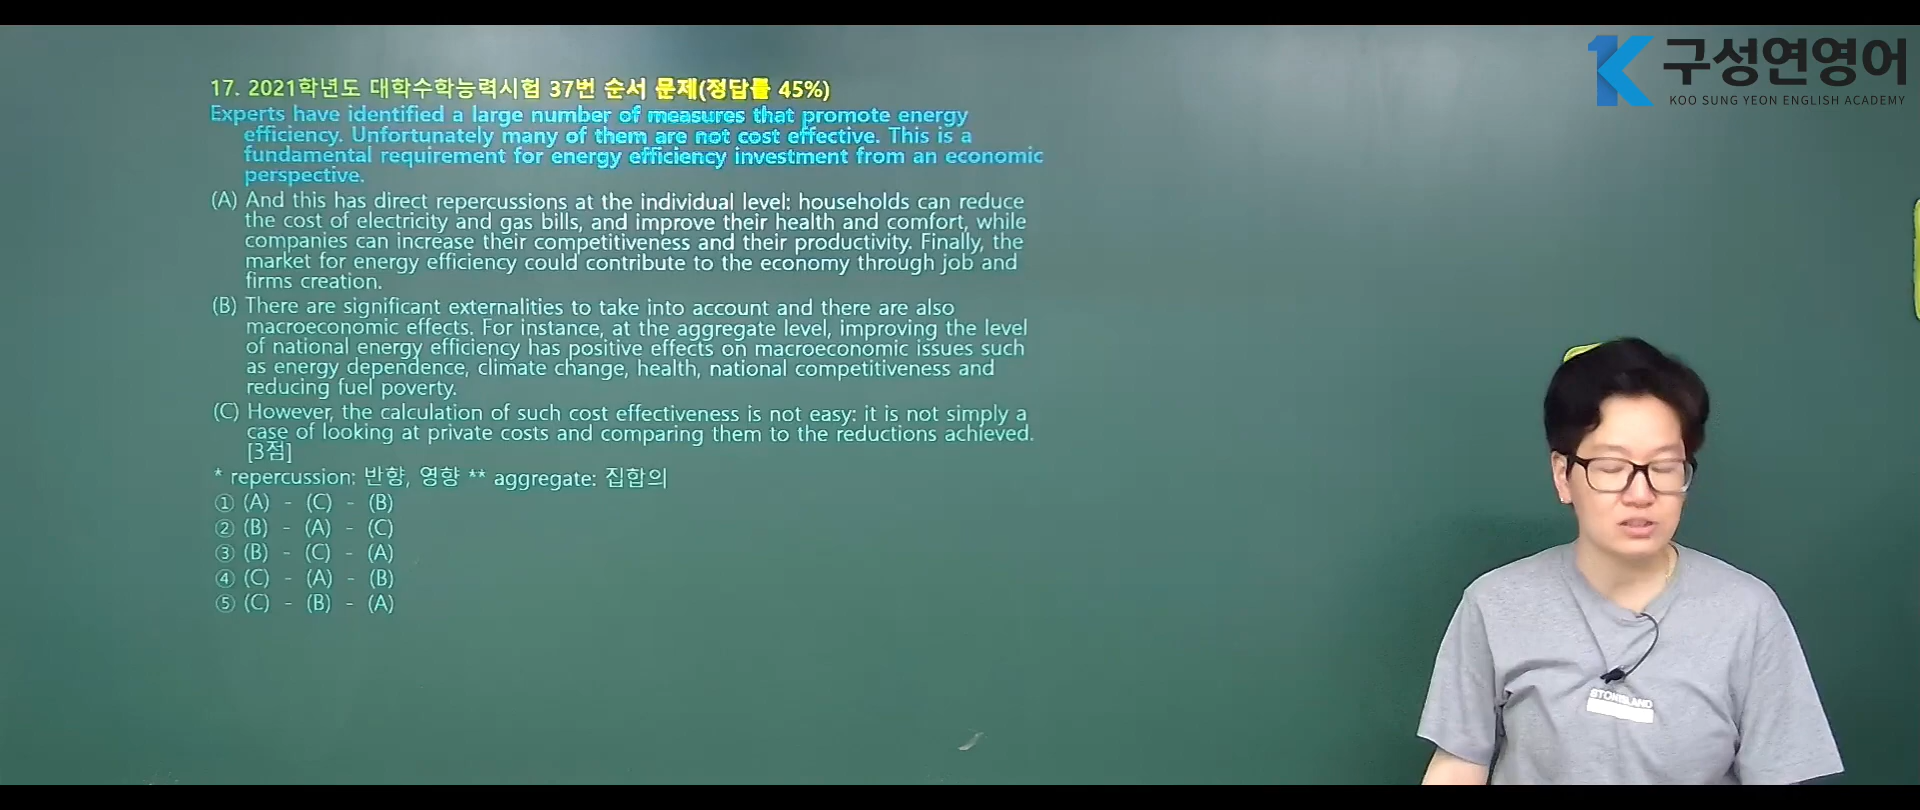 구성연영어
KOO SUNG YEON ENGLISH ACADEMY
17. 2021학년도 대학수학능력시험 37번 순서 문제(정답률 45%)
Experts have identified a large number of measures that promote energy
efficiency. Unfortunately many of them are not cost effective. This is a
fundamental requirement for energy efficiency investment from an economic
perspective.
(A) And this has direct repercussions at the individual level: households can reduce
the cost of electricity and gas bills, and improve their health and comfort, while
companies can increase their competitiveness and their productivity. Finally, the
market for energy efficiency could contribute to the economy through job and
firms creation.
(B) There are significant externalities to take into account and there are also
macroeconomic effects. For instance, at the aggregate level, improving the level
of national energy efficiency has positive effects on macroeconomic issues such
as energy dependence, climate change, health, national competitiveness and
reducing fuel poverty.
(C) However, the calculation of such cost effectiveness is not easy: it is not simply a
case of looking at private costs and comparing them to the reductions achieved.
[3점]
* repercussion: 반향, 영향 ** aggregate: 집합의
① (A) - (C) - (B)
② (B) - (A) - (C)
③ (B) - (C) - (A)
④ (C) - (A) - (B)
⑤ (C) - (B) - (A)
STONE ISLAND